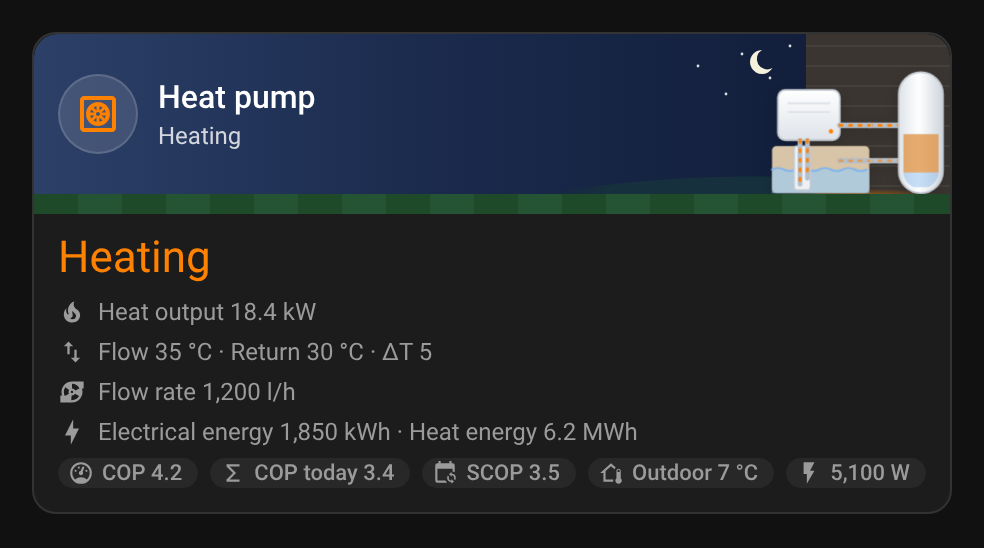 Heat pump
Heating
Heating
Heat output 18.4 kW
Flow 35 °C · Return 30 °C · ΔT 5
Flow rate 1,200 l/h
Electrical energy 1,850 kWh · Heat energy 6.2 MWh
COP 4.2 COP today 3.4 SCOP 3.5 Outdoor 7 °C 5,100 W